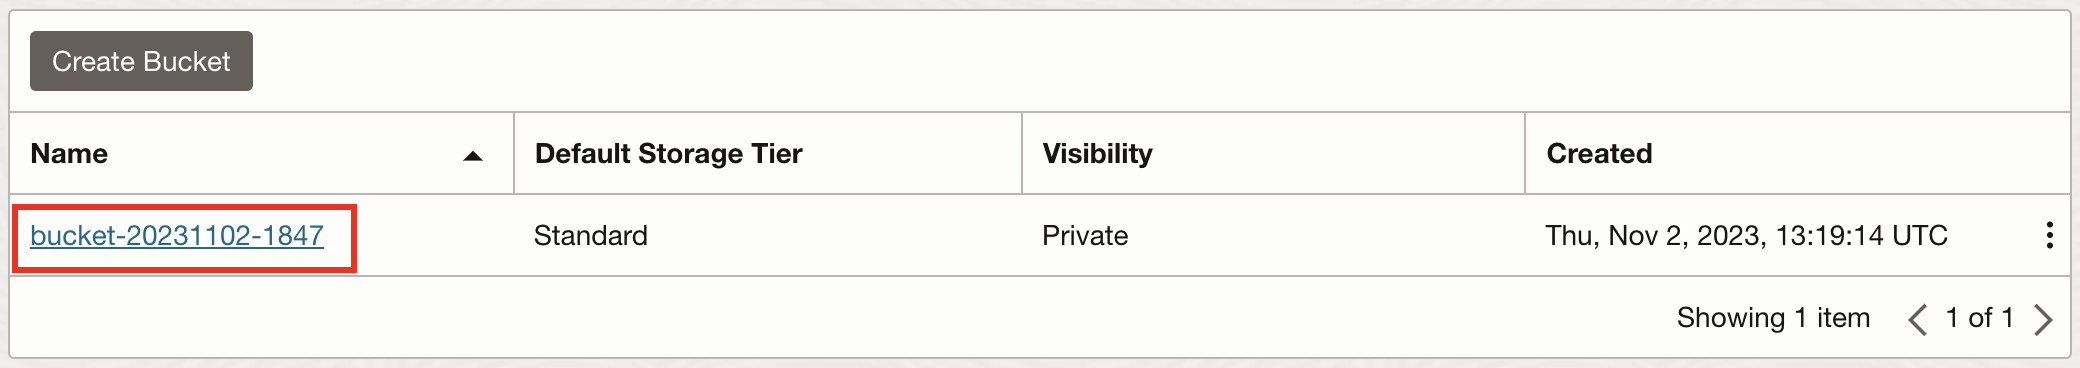 Create Bucket
Name Default Storage Tier Visibility Created
bucket-20231102-1847 Standard Private Thu, Nov 2, 2023, 13:19:14 UTC
Showing 1 item 1 of 1